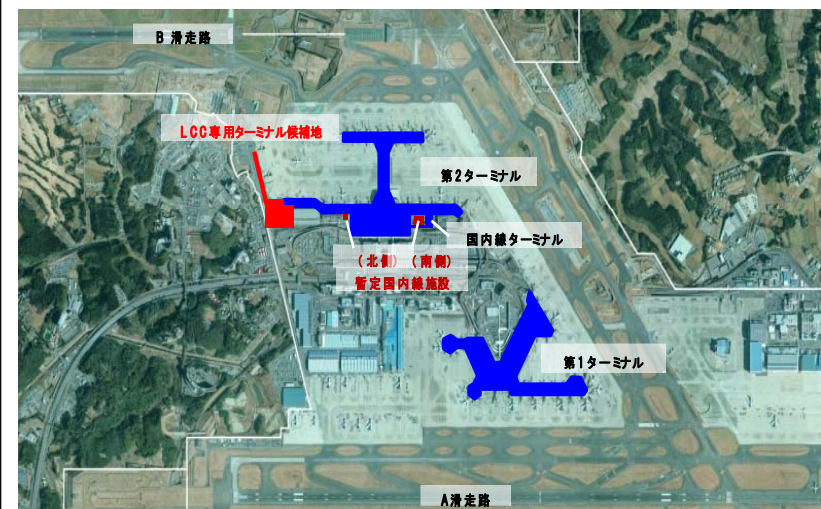 B 滑走路
LCC専用ターミナル候補地
第2ターミナル
国内線ターミナル
(北側) (南側)
暫定国内線施設
第1ターミナル
A滑走路